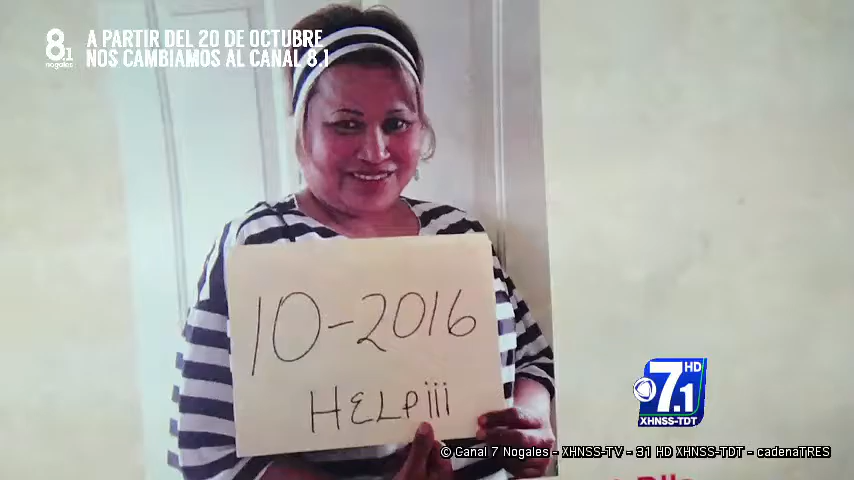 8.1
nogales
A PARTIR DEL 20 DE OCTUBRE
NOS CAMBIAMOS AL CANAL 8.1
10-2016
HELP¡¡¡
7.1 HD
XHNSS-TDT
© Canal 7 Nogales - XHNSS-TV - 31 HD XHNSS-TDT - cadenaTRES